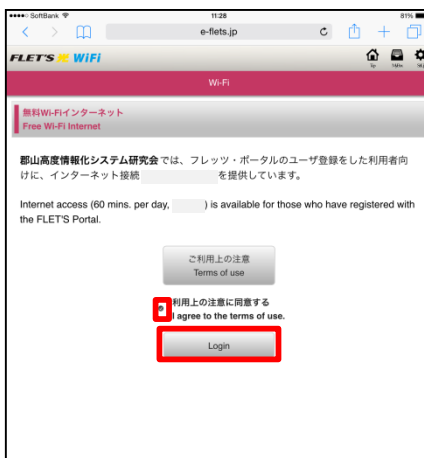 SoftBank 11:28 81%
e-flets.jp
FLET'S 光 WiFi
Wi-Fi
無料Wi-Fiインターネット
Free Wi-Fi Internet
郡山高度情報化システム研究会では、フレッツ・ポータルのユーザ登録をした利用者向
けに、インターネット接続 を提供しています。
Internet access (60 mins. per day, ) is available for those who have registered with
the FLET'S Portal.
ご利用上の注意
Terms of use
利用上の注意に同意する
I agree to the terms of use.
Login